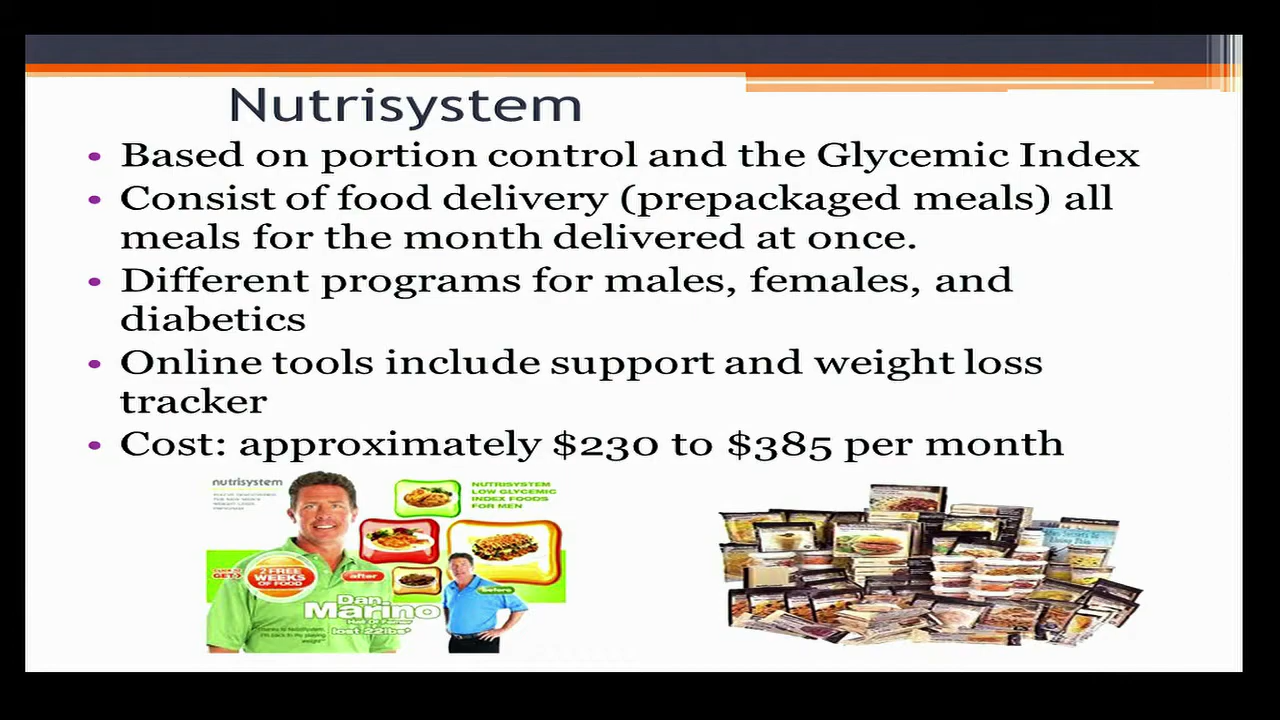 Nutrisystem
• Based on portion control and the Glycemic Index
• Consist of food delivery (prepackaged meals) all
meals for the month delivered at once.
• Different programs for males, females, and
diabetics
• Online tools include support and weight loss
tracker
• Cost: approximately $230 to $385 per month
nutrisystem
NUTRISYSTEM
LOW GLYCEMIC
INDEX FOODS
FOR MEN
GET
2 FREE
WEEKS
OF FOOD
after
before
Dan
Marino
lost 22lbs*